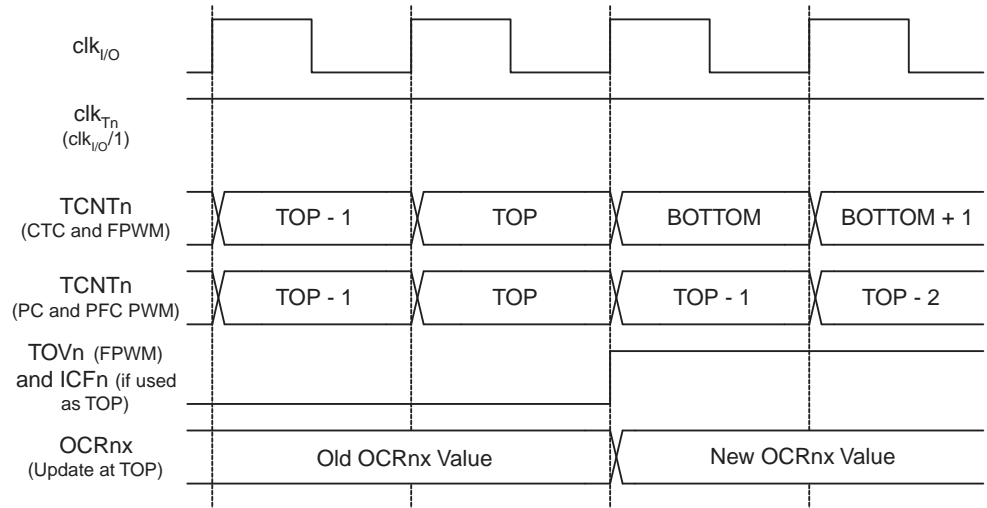 clkI/O
clkTn
(clkI/O/1)
TCNTn
(CTC and FPWM)
TOP - 1
TOP
BOTTOM
BOTTOM + 1
TCNTn
(PC and PFC PWM)
TOP - 1
TOP
TOP - 1
TOP - 2
TOVn (FPWM)
and ICFn (if used
as TOP)
OCRnx
(Update at TOP)
Old OCRnx Value
New OCRnx Value